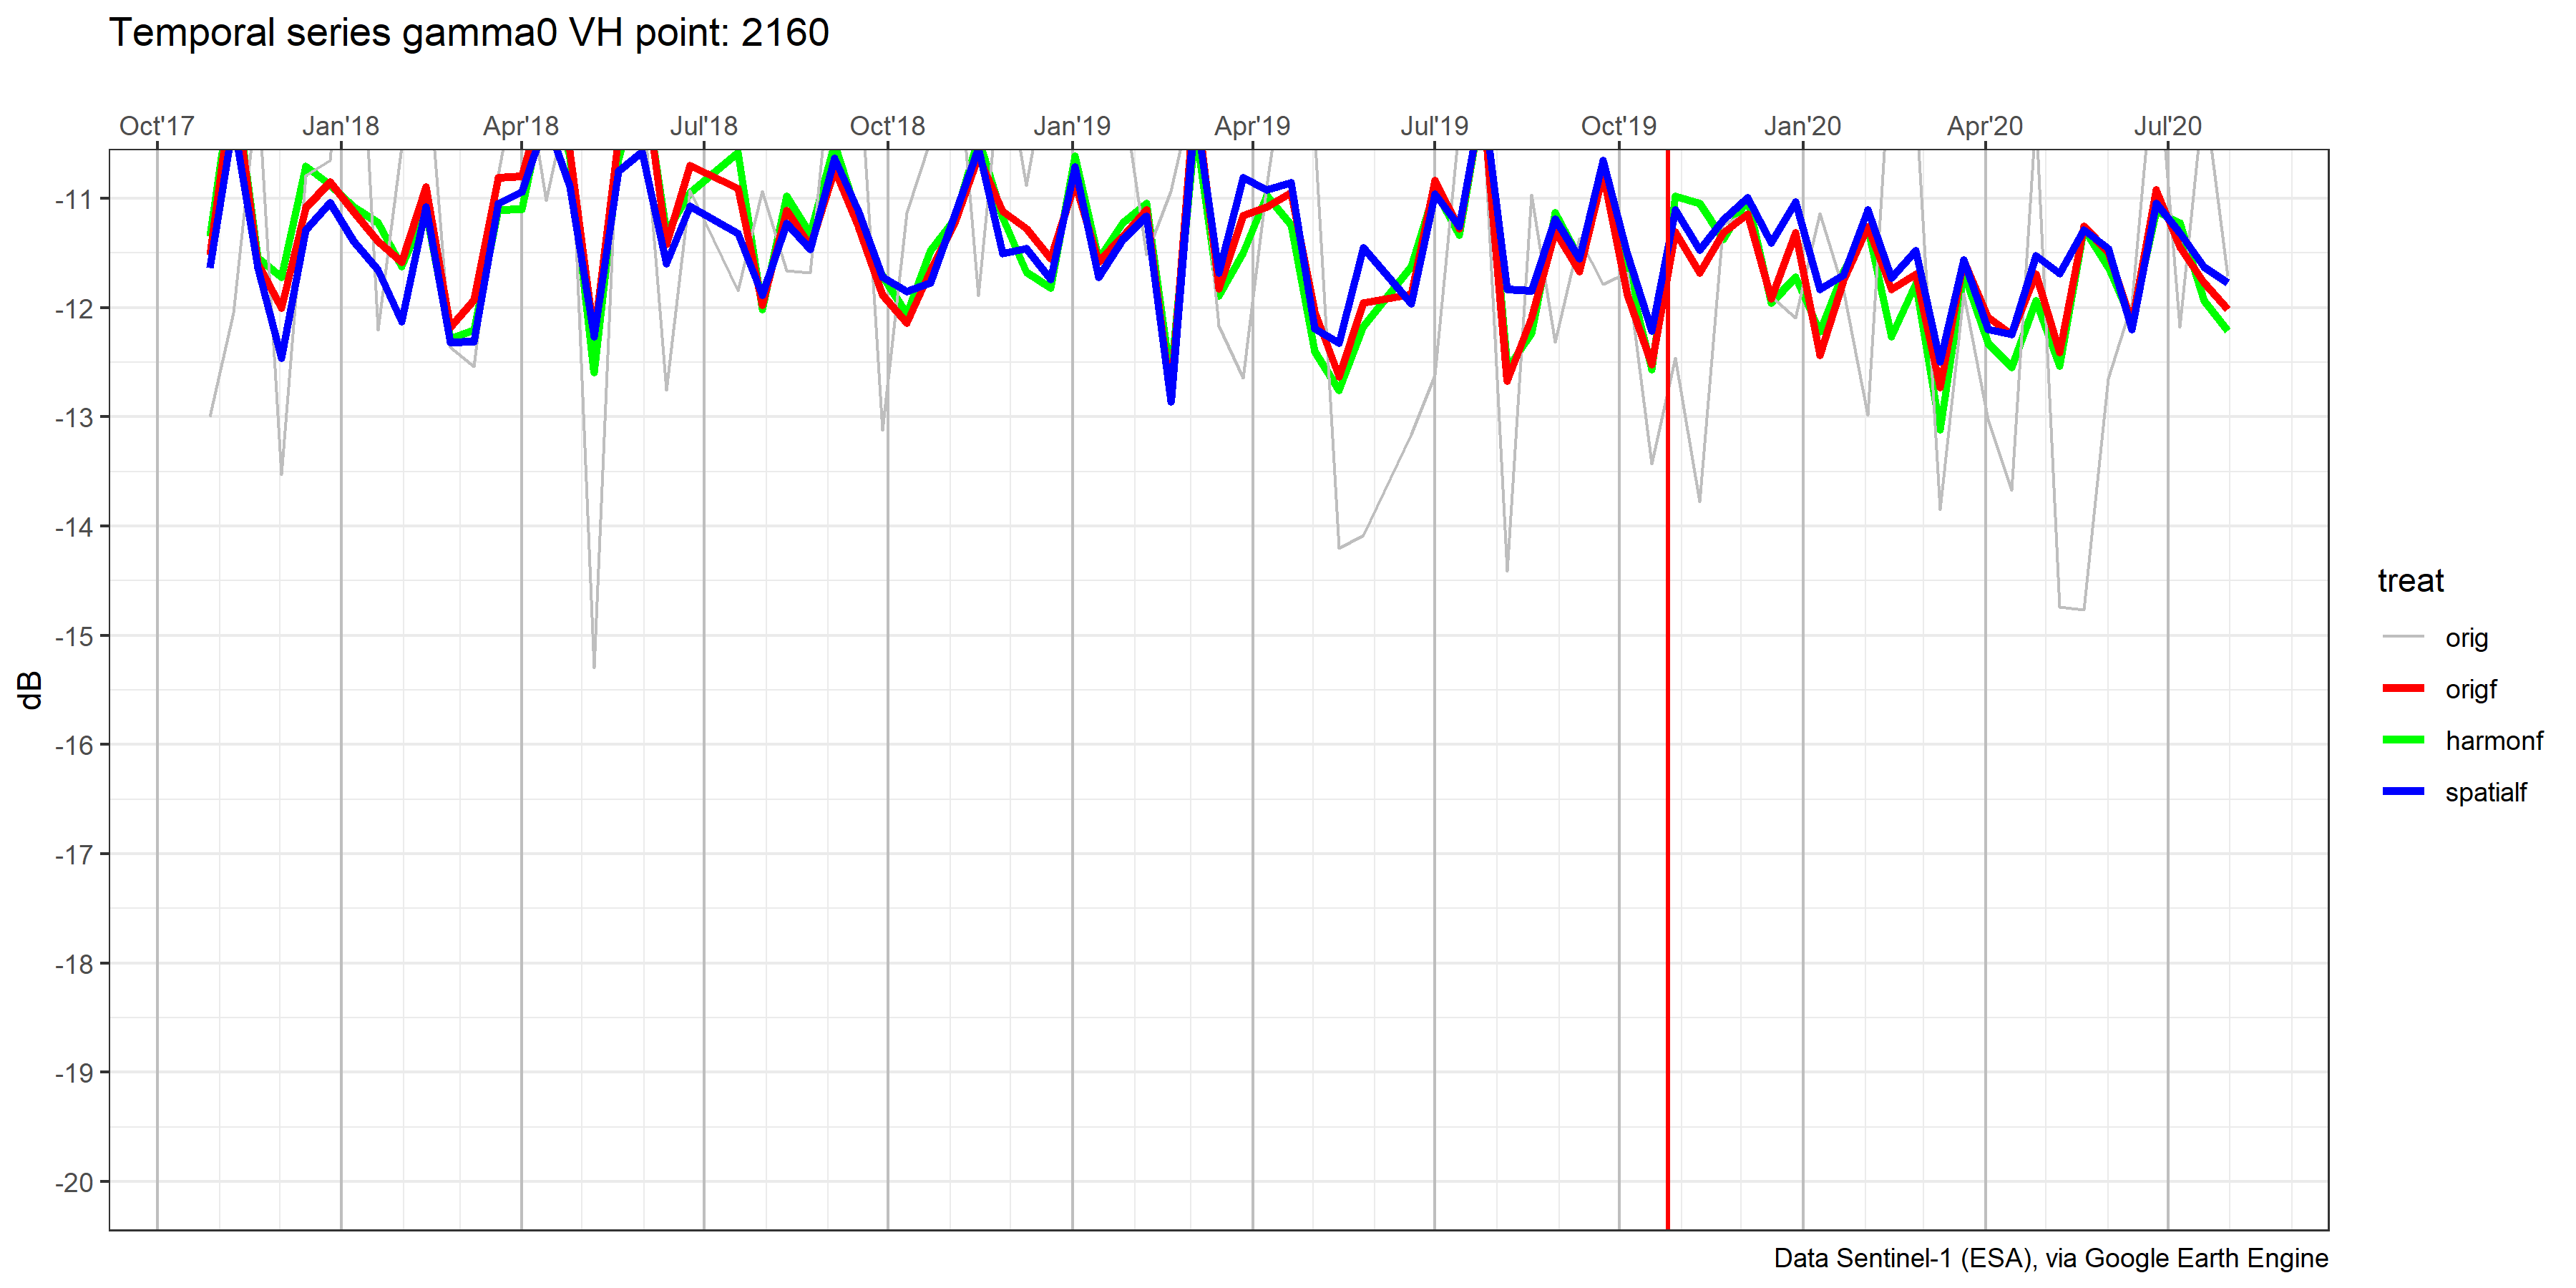 Temporal series gamma0 VH point: 2160
Oct'17 Jan'18 Apr'18 Jul'18 Oct'18 Jan'19 Apr'19 Jul'19 Oct'19 Jan'20 Apr'20 Jul'20
-11
-12
-13
-14
-15
-16
-17
-18
-19
-20
dB
treat
orig
origf
harmonf
spatialf
Data Sentinel-1 (ESA), via Google Earth Engine